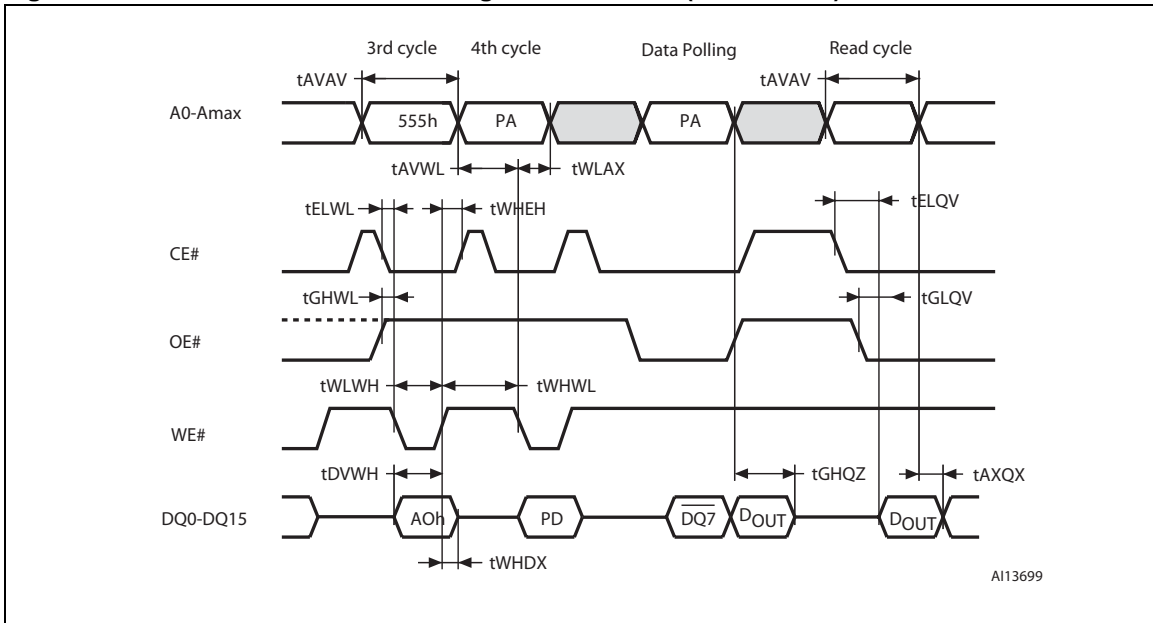 3rd cycle 4th cycle Data Polling Read cycle
tAVAV tAVAV
A0-Amax 555h PA PA
tAVWL tWLAX
tELWL tWHEH tELQV
CE#
tGHWL tGLQV
OE#
tWLWH tWHWL
WE#
tDVWH tGHQZ tAXQX
DQ0-DQ15 AOh PD DQ7 DOUT DOUT
tWHDX
AI13699